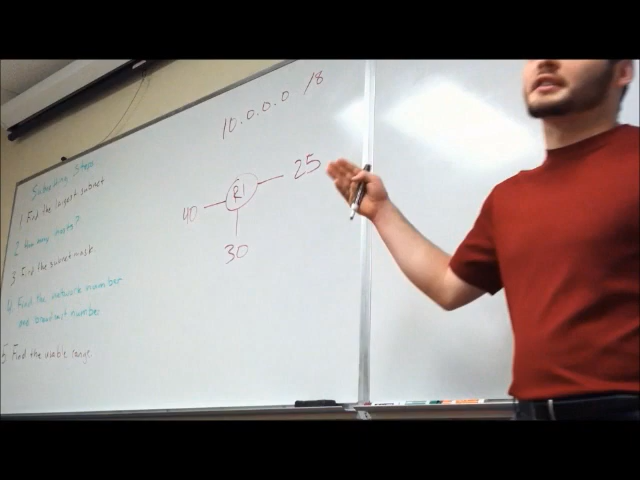 Subnetting Steps
1 Find the largest subnet
2 How many hosts?
3 Find the subnet mask
4 Find the network number
and broadcast number
5 Find the usable range
10.0.0.0 /8
R1
25
40
30